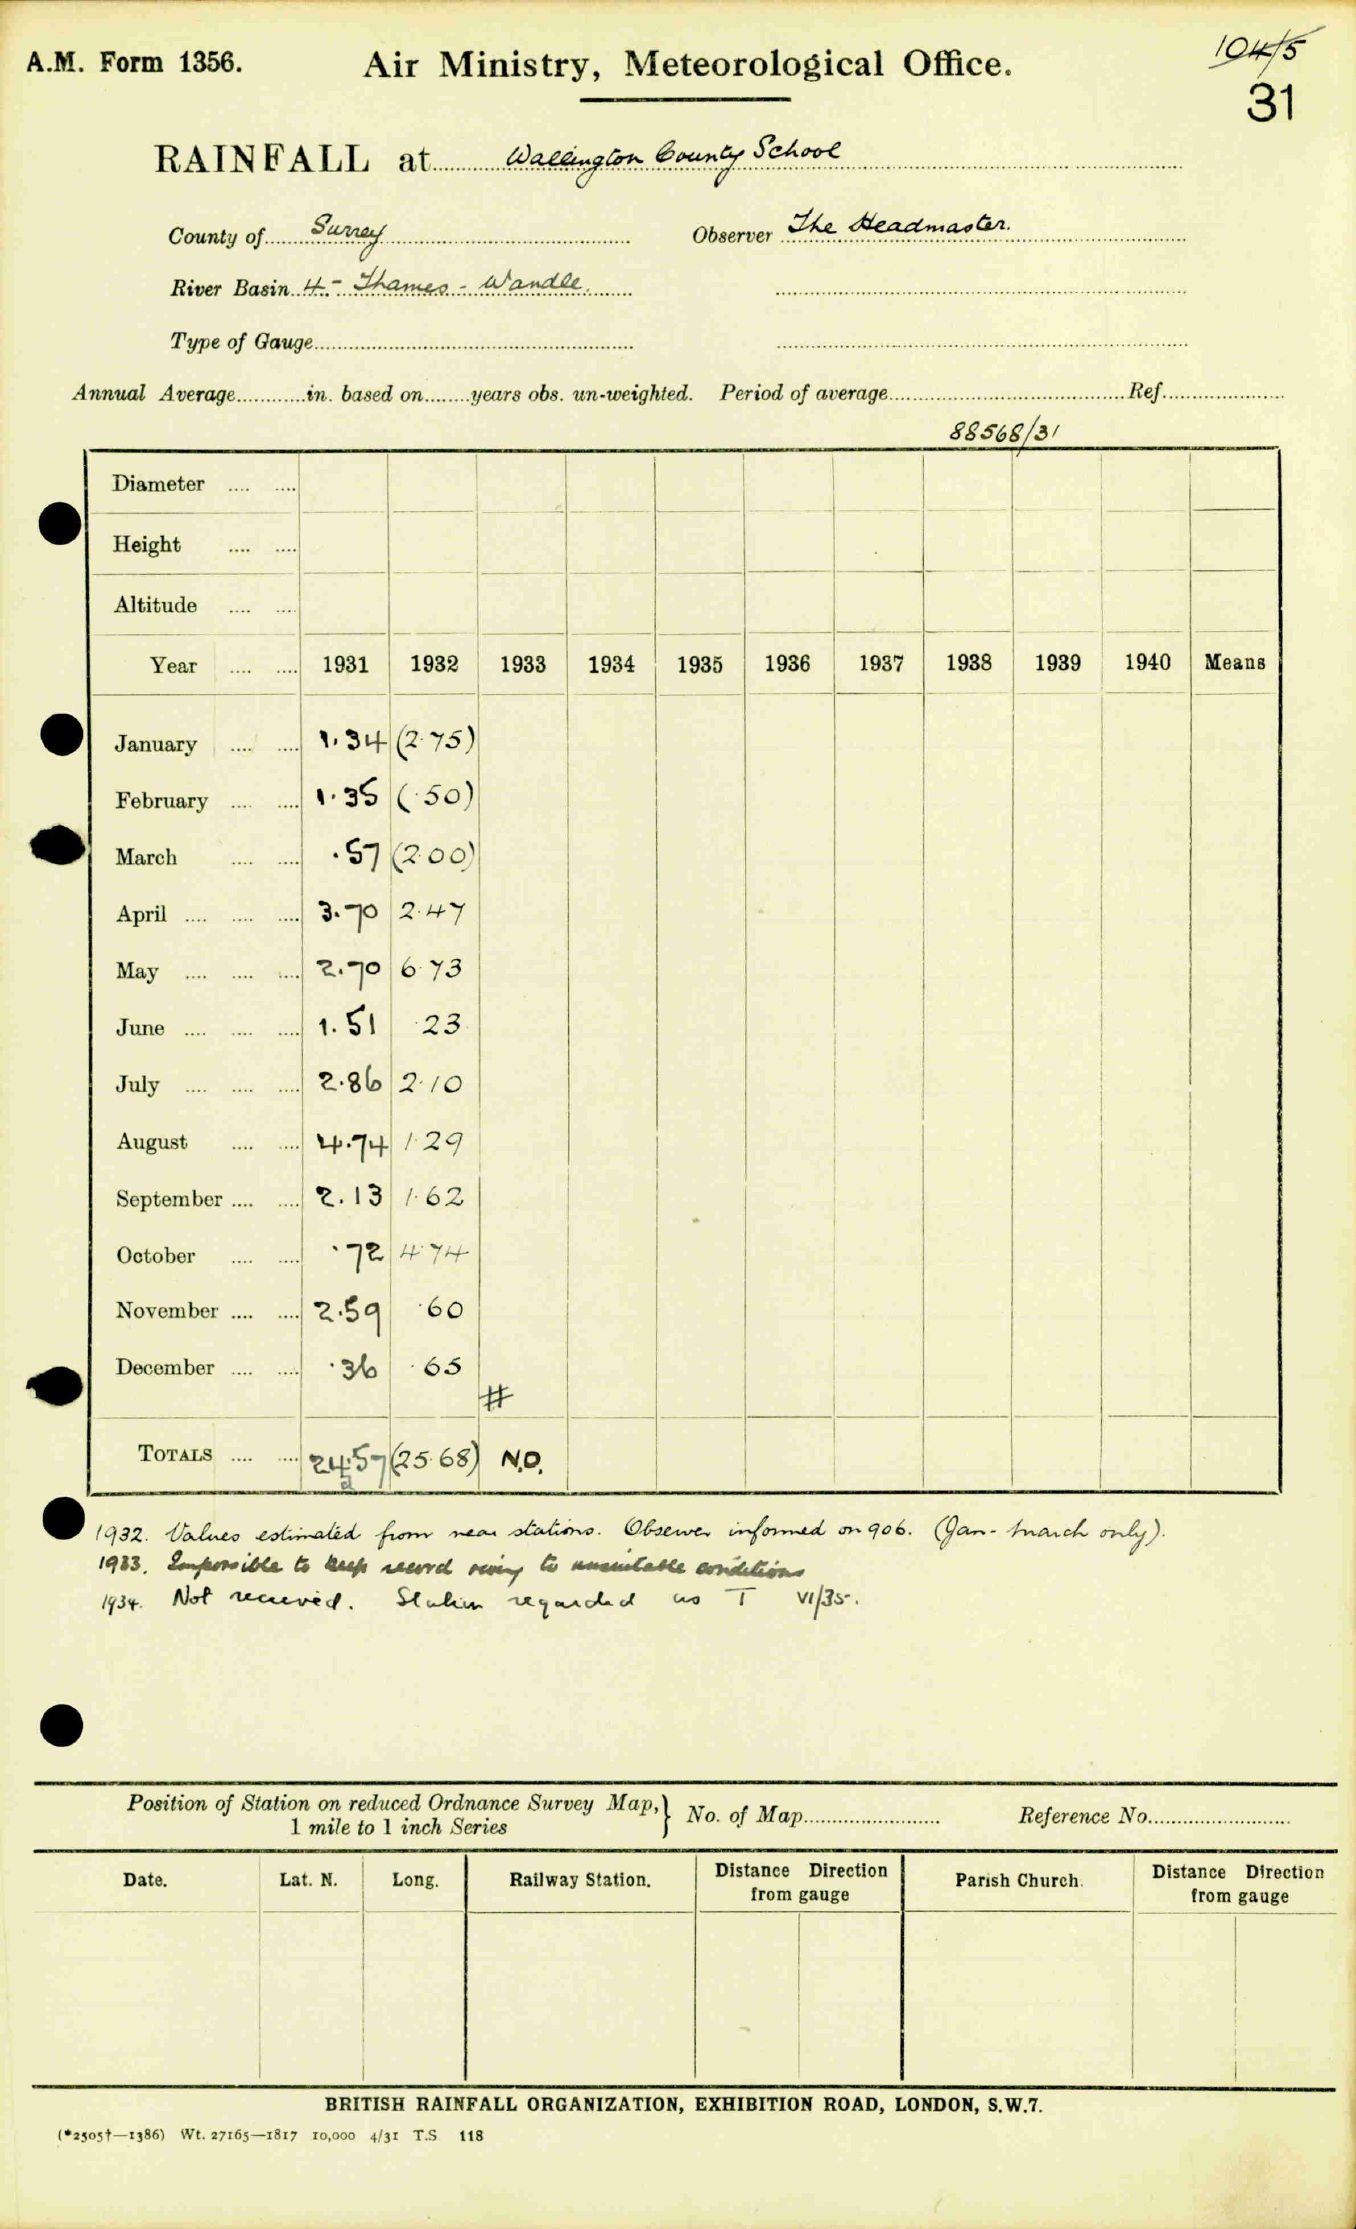 A.M. Form 1356. Air Ministry, Meteorological Office. 104/5
31
RAINFALL at Wallington County School
County of Surrey Observer The Headmaster.
River Basin 4.- Thames - Wandle.
Type of Gauge
Annual Average in. based on years obs. un-weighted. Period of average Ref.
88568/31
Diameter
Height
Altitude
Year 1931 1932 1933 1934 1935 1936 1937 1938 1939 1940 Means
January 1.34 (2.75)
February 1.35 (.50)
March .57 (2.00)
April 3.70 2.47
May 2.70 6.73
June 1.51 .23
July 2.86 2.10
August 4.74 1.29
September 2.13 1.62
October .72 4.74
November 2.59 .60
December .36 .65
#
TOTALS 24.57 (25.68) N.O.
1932. Values estimated from near stations. Observer informed on 906. (Jan - March only).
1933. Impossible to keep record owing to unsuitable conditions
1934. Not received. Station regarded as T VI/35.
Position of Station on reduced Ordnance Survey Map, } No. of Map Reference No.
1 mile to 1 inch Series
Date. Lat. N. Long. Railway Station. Distance Direction from gauge Parish Church. Distance Direction from gauge
BRITISH RAINFALL ORGANIZATION, EXHIBITION ROAD, LONDON, S.W.7.
(*2505†—1386) Wt. 27165—1817 10,000 4/31 T.S 118